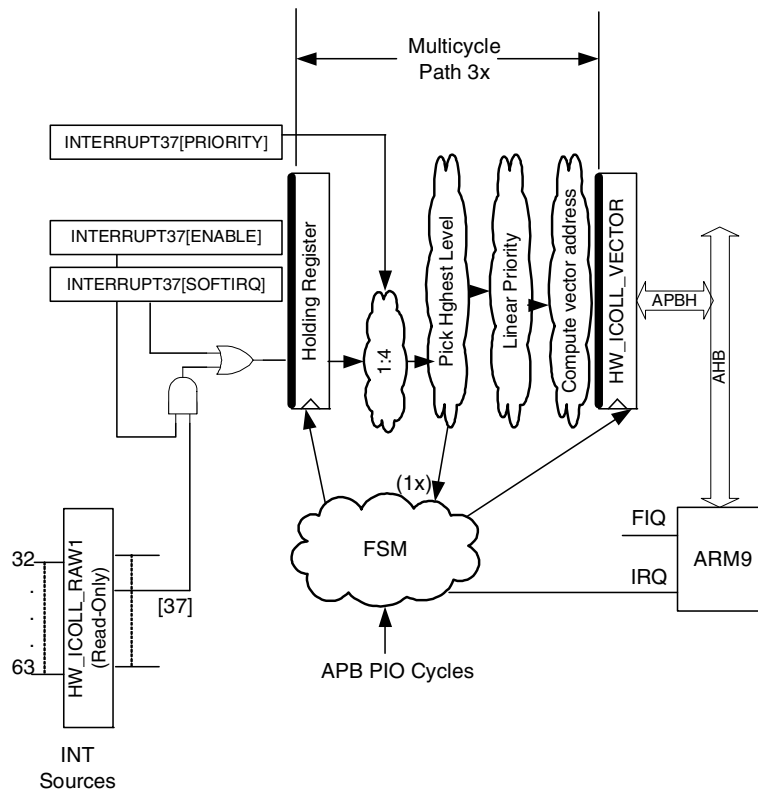 Multicycle
Path 3x
INTERRUPT37[PRIORITY]
INTERRUPT37[ENABLE]
INTERRUPT37[SOFTIRQ]
Holding Register
1:4
Pick Hghest Level
Linear Priority
Compute vector address
HW_ICOLL_VECTOR
APBH
AHB
(1x)
FSM
FIQ
IRQ
ARM9
32
.
.
.
63
HW_ICOLL_RAW1
(Read-Only)
[37]
APB PIO Cycles
INT
Sources